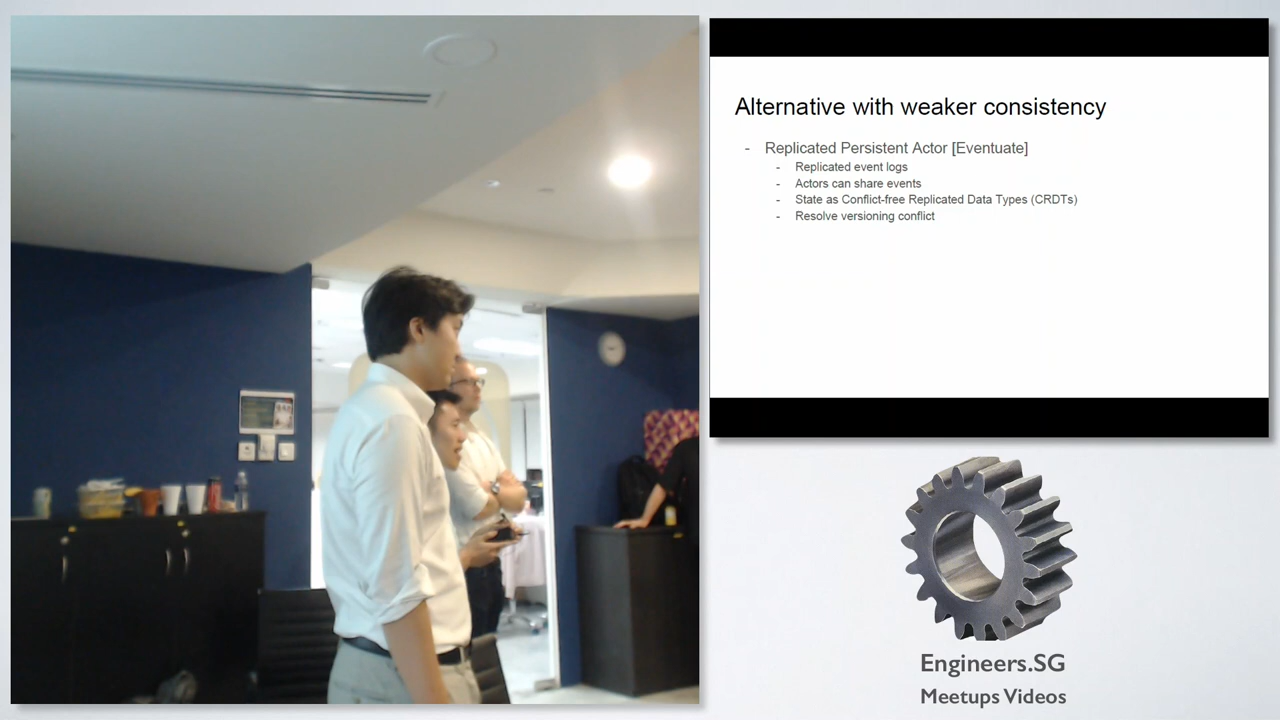 Alternative with weaker consistency
- Replicated Persistent Actor [Eventuate]
- Replicated event logs
- Actors can share events
- State as Conflict-free Replicated Data Types (CRDTs)
- Resolve versioning conflict
Engineers.SG
Meetups Videos